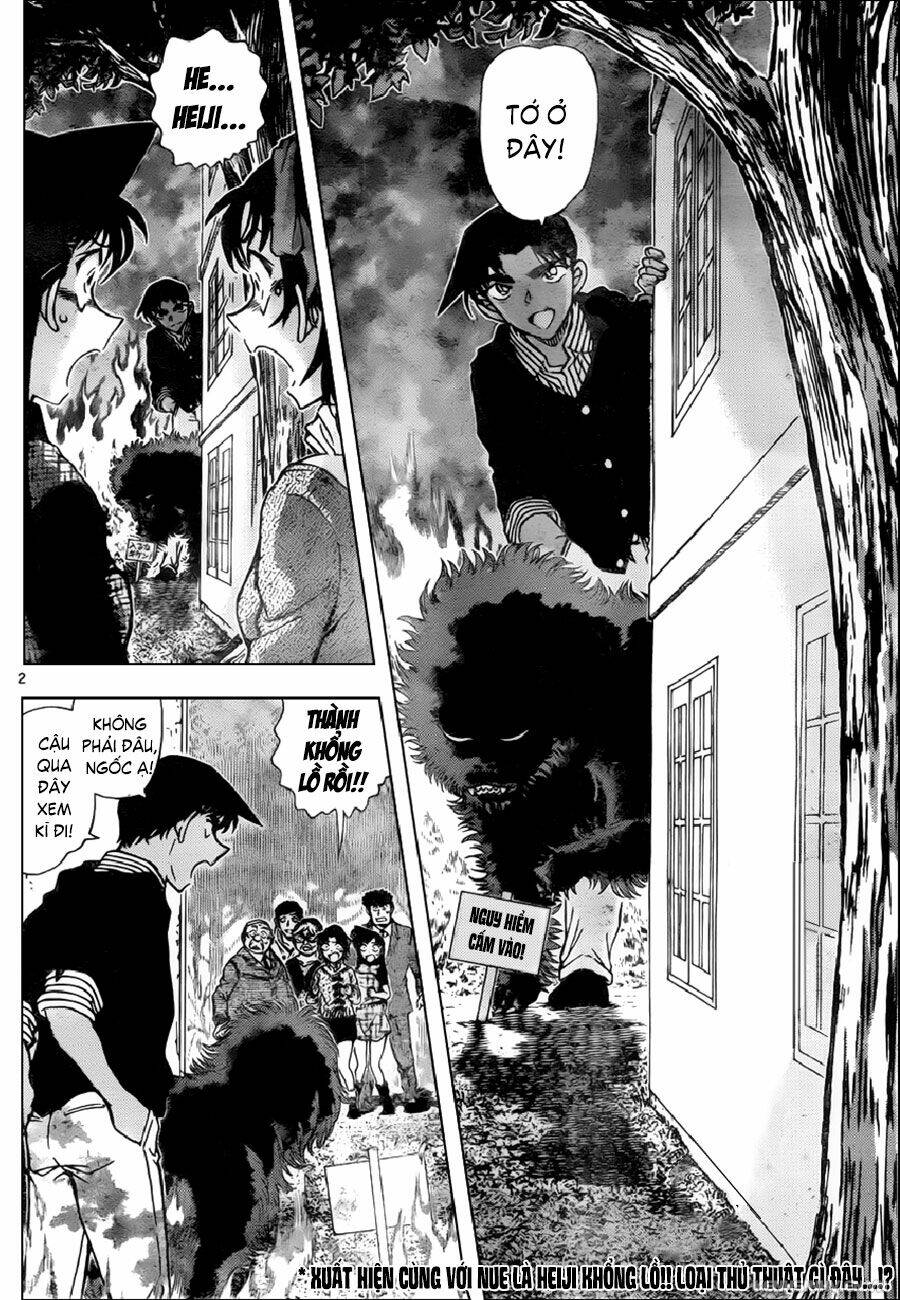 HE...
HEIJI...
TỚ Ở
ĐÂY!
NGUY HIỂM
CẤM VÀO!
2
THÀNH
KHỔNG
LỒ RỒI!!
KHÔNG
PHẢI ĐÂU,
NGỐC Ạ!
CẬU
QUA
ĐÂY
XEM
KĨ ĐI!
* XUẤT HIỆN CÙNG VỚI NUE LÀ HEIJI KHỔNG LỒ!! LOẠI THỦ THUẬT GÌ ĐÂY...!?